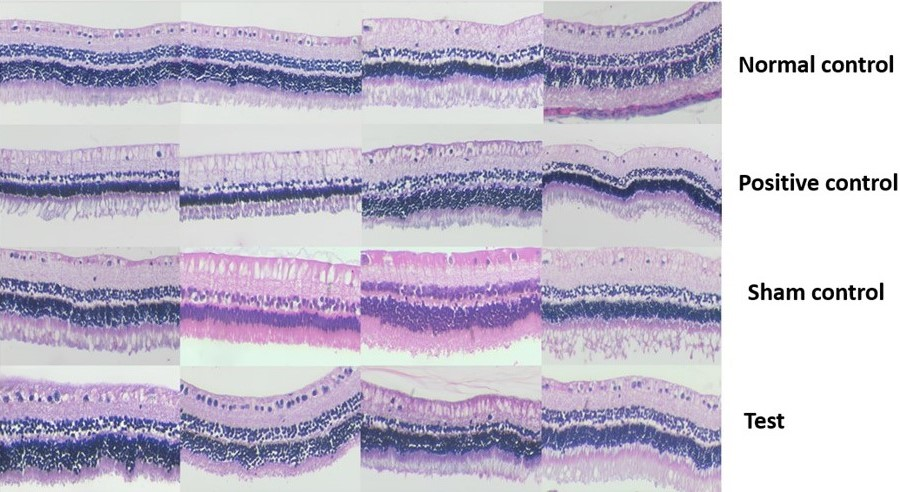 Normal control
Positive control
Sham control
Test